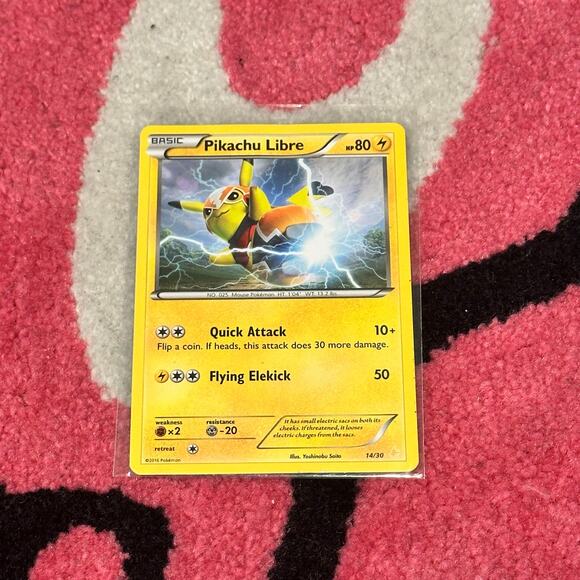 BASIC Pikachu Libre HP80
NO. 025 Mouse Pokémon HT. 1'04" WT. 13.2 lbs.
Quick Attack 10+
Flip a coin. If heads, this attack does 30 more damage.
Flying Elekick 50
weakness resistance
×2 -20
retreat
It has small electric sacs on both its
cheeks. If threatened, it looses
electric charges from the sacs.
Illus. Yoshinobu Saito 14/30
©2016 Pokémon